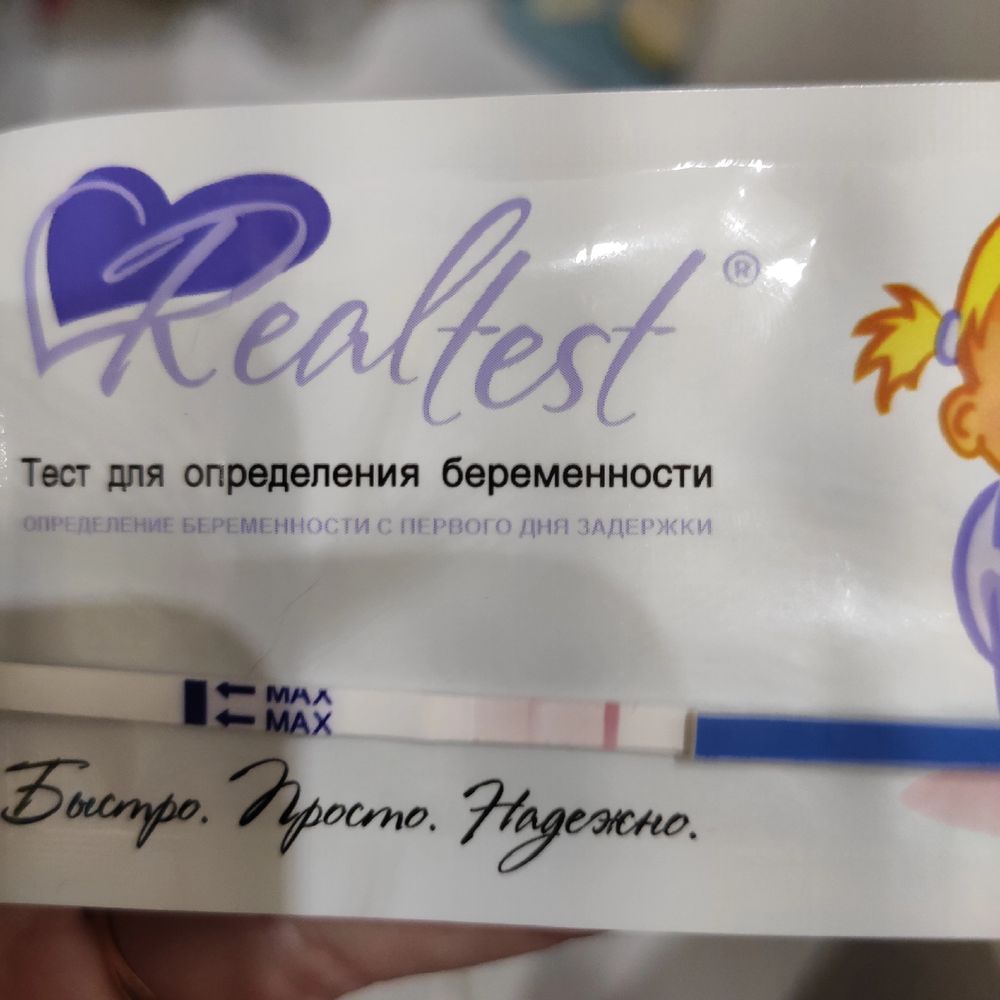 Realtest ®
Тест для определения беременности
ОПРЕДЕЛЕНИЕ БЕРЕМЕННОСТИ С ПЕРВОГО ДНЯ ЗАДЕРЖКИ
MAX
MAX
Быстро. Просто. Надежно.